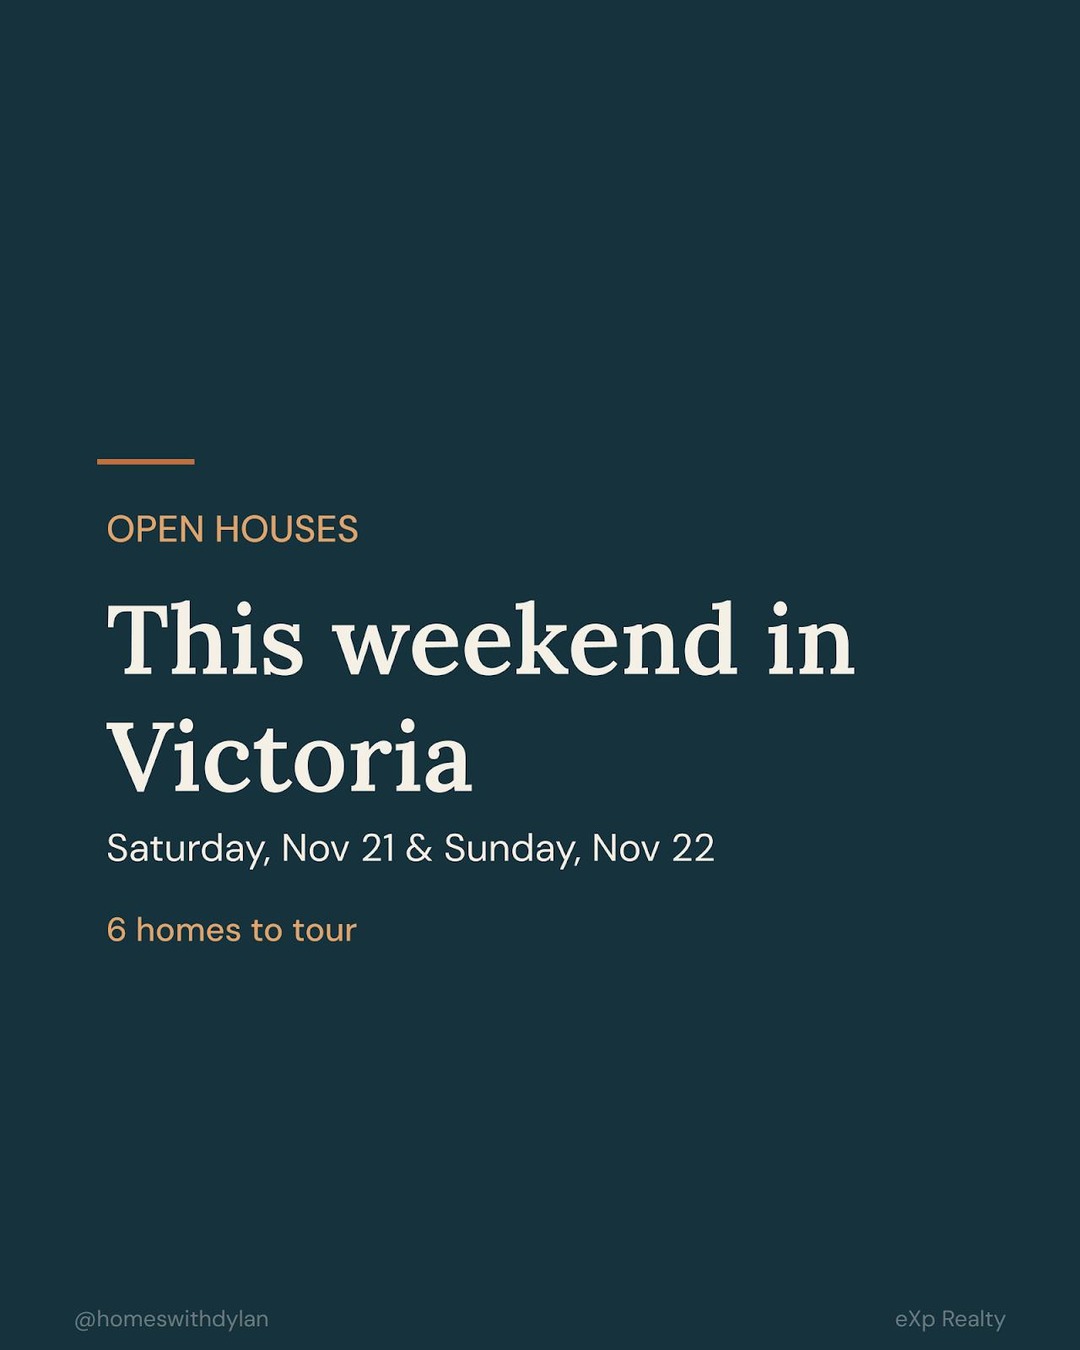 OPEN HOUSES
This weekend in
Victoria
Saturday, Nov 21 & Sunday, Nov 22
6 homes to tour
@homeswithdylan
eXp Realty